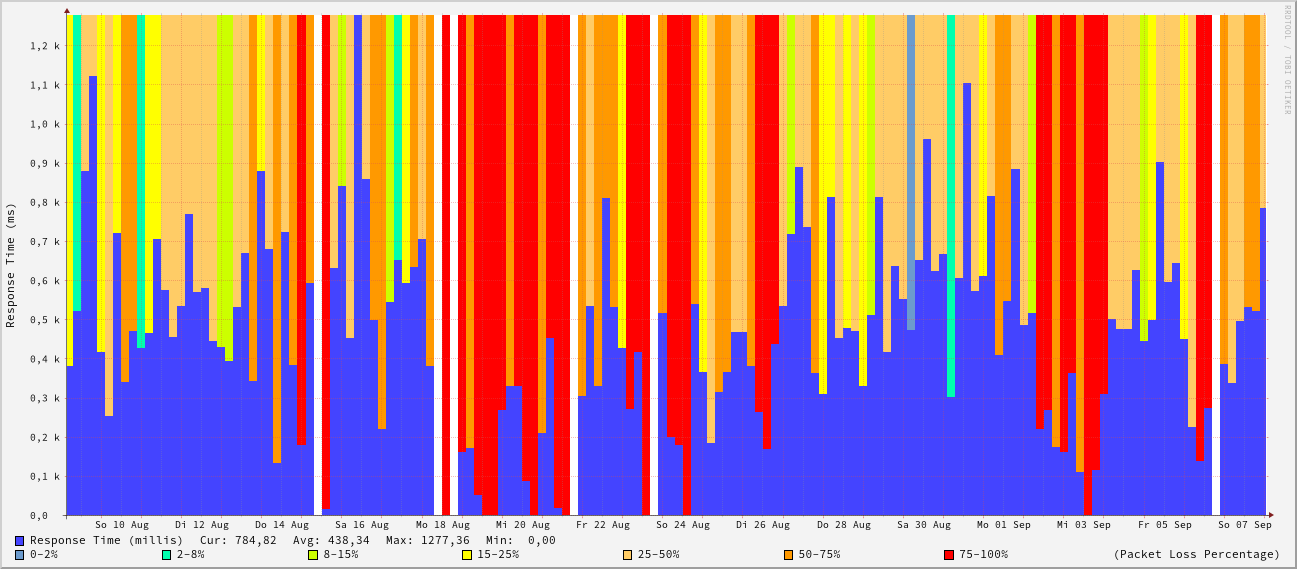 RRDTOOL / TOBI OETIKER
Response Time (ms)
1,2 k
1,1 k
1,0 k
0,9 k
0,8 k
0,7 k
0,6 k
0,5 k
0,4 k
0,3 k
0,2 k
0,1 k
0,0
So 10 Aug Di 12 Aug Do 14 Aug Sa 16 Aug Mo 18 Aug Mi 20 Aug Fr 22 Aug So 24 Aug Di 26 Aug Do 28 Aug Sa 30 Aug Mo 01 Sep Mi 03 Sep Fr 05 Sep So 07 Sep
Response Time (millis) Cur: 784,82 Avg: 438,34 Max: 1277,36 Min: 0,00
0-2% 2-8% 8-15% 15-25% 25-50% 50-75% 75-100% (Packet Loss Percentage)